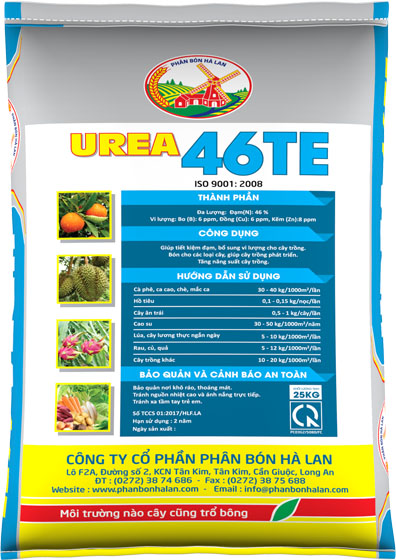 PHÂN BÓN HÀ LAN
UREA 46TE
ISO 9001: 2008
THÀNH PHẦN
Đa Lượng: Đạm(N): 46 %
Vi lượng: Bo (B): 6 ppm, Đồng (Cu): 6 ppm, Kẽm (Zn):8 ppm
CÔNG DỤNG
Giúp tiết kiệm đạm, bổ sung vi lượng cho cây trồng.
Bón cho các loại cây, giúp cây trồng phát triển.
Tăng năng suất cây trồng.
HƯỚNG DẪN SỬ DỤNG
Cà phê, ca cao, chè, mắc ca 30 - 40 kg/1000m²/lần
Hồ tiêu 0,1 - 0,15 kg/nọc/lần
Cây ăn trái 0,5 - 1 kg/cây/lần
Cao su 30 - 50 kg/1000m²/năm
Lúa, cây lương thực ngắn ngày 5 - 10 kg/1000m²/lần
Rau, củ, quả 5 - 12 kg/1000m²/lần
Cây trồng khác 10 - 20 kg/1000m²/lần
BẢO QUẢN VÀ CẢNH BÁO AN TOÀN
Bảo quản nơi khô ráo, thoáng mát.
Tránh nguồn nhiệt cao và ánh nắng trực tiếp.
Tránh xa tầm tay trẻ em.
Số TCCS 01:2017/HLF.LA
Hạn sử dụng : 2 năm
Ngày sản xuất :
KHỐI LƯỢNG TỊNH
25KG
CÔNG TY CỔ PHẦN PHÂN BÓN HÀ LAN
Lô F2A, Đường số 2, KCN Tân Kim, Tân Kim, Cần Giuộc, Long An
ĐT : (0272) 38 74 686 - Fax : (0272) 38 75 688
Website : www.phanbonhalan.com - Email : info@phanbonhalan.com
Môi trường nào cây cũng trổ bông